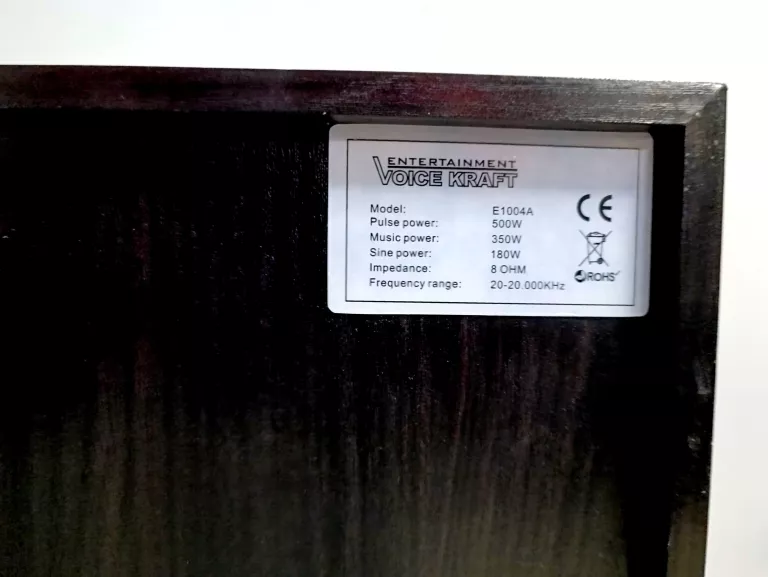 ENTERTAINMENT
VOICE KRAFT
Model: E1004A
Pulse power: 500W
Music power: 350W
Sine power: 180W
Impedance: 8 OHM
Frequency range: 20-20.000KHz
CE
ROHS